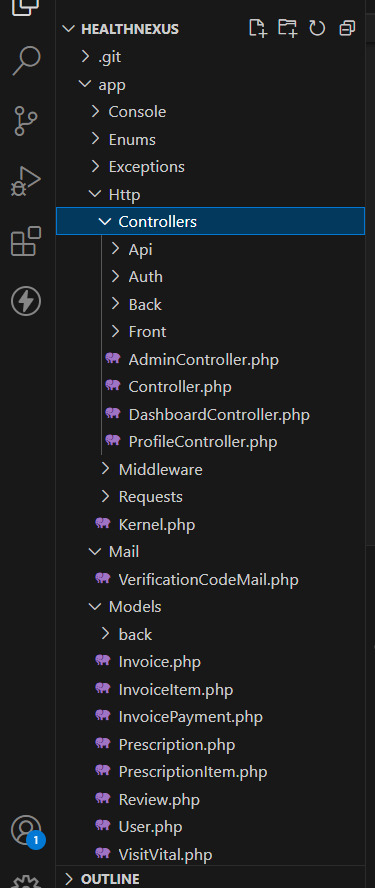 HEALTHNEXUS
.git
app
Console
Enums
Exceptions
Http
Controllers
Api
Auth
Back
Front
AdminController.php
Controller.php
DashboardController.php
ProfileController.php
Middleware
Requests
Kernel.php
Mail
VerificationCodeMail.php
Models
back
Invoice.php
InvoiceItem.php
InvoicePayment.php
Prescription.php
PrescriptionItem.php
Review.php
User.php
1
VisitVital.php
OUTLINE